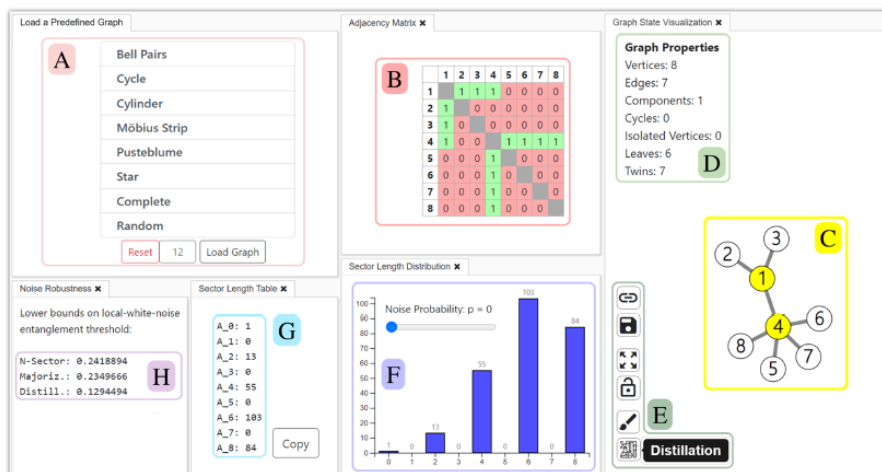 Load a Predefined Graph
A
Bell Pairs
Cycle
Cylinder
Möbius Strip
Pusteblume
Star
Complete
Random
Reset 12 Load Graph
Adjacency Matrix ✖
B
1 2 3 4 5 6 7 8
1 1 1 1 0 0 0 0
2 1 0 0 0 0 0 0
3 1 0 0 0 0 0 0
4 1 0 0 1 1 1 1
5 0 0 0 1 0 0 0
6 0 0 0 1 0 0 0
7 0 0 0 1 0 0 0
8 0 0 0 1 0 0 0
Graph State Visualization ✖
Graph Properties
Vertices: 8
Edges: 7
Components: 1
Cycles: 0
Isolated Vertices: 0
Leaves: 6
Twins: 7
D
C
3
2
1
4
6
8
7
5
E
Distillation
Noise Robustness ✖
Lower bounds on local-white-noise
entanglement threshold:
N-Sector: 0.2418894
Majoriz.: 0.2349666
Distill.: 0.1294494
H
Sector Length Table ✖
A_0: 1
A_1: 0
A_2: 13
A_3: 0
A_4: 55
A_5: 0
A_6: 103
A_7: 0
A_8: 84
G
Copy
Sector Length Distribution ✖
Noise Probability: p = 0
F
100
90
80
70
60
50
40
30
20
10
0
1 0 13 0 55 0 103 0 84
0 1 2 3 4 5 6 7 8